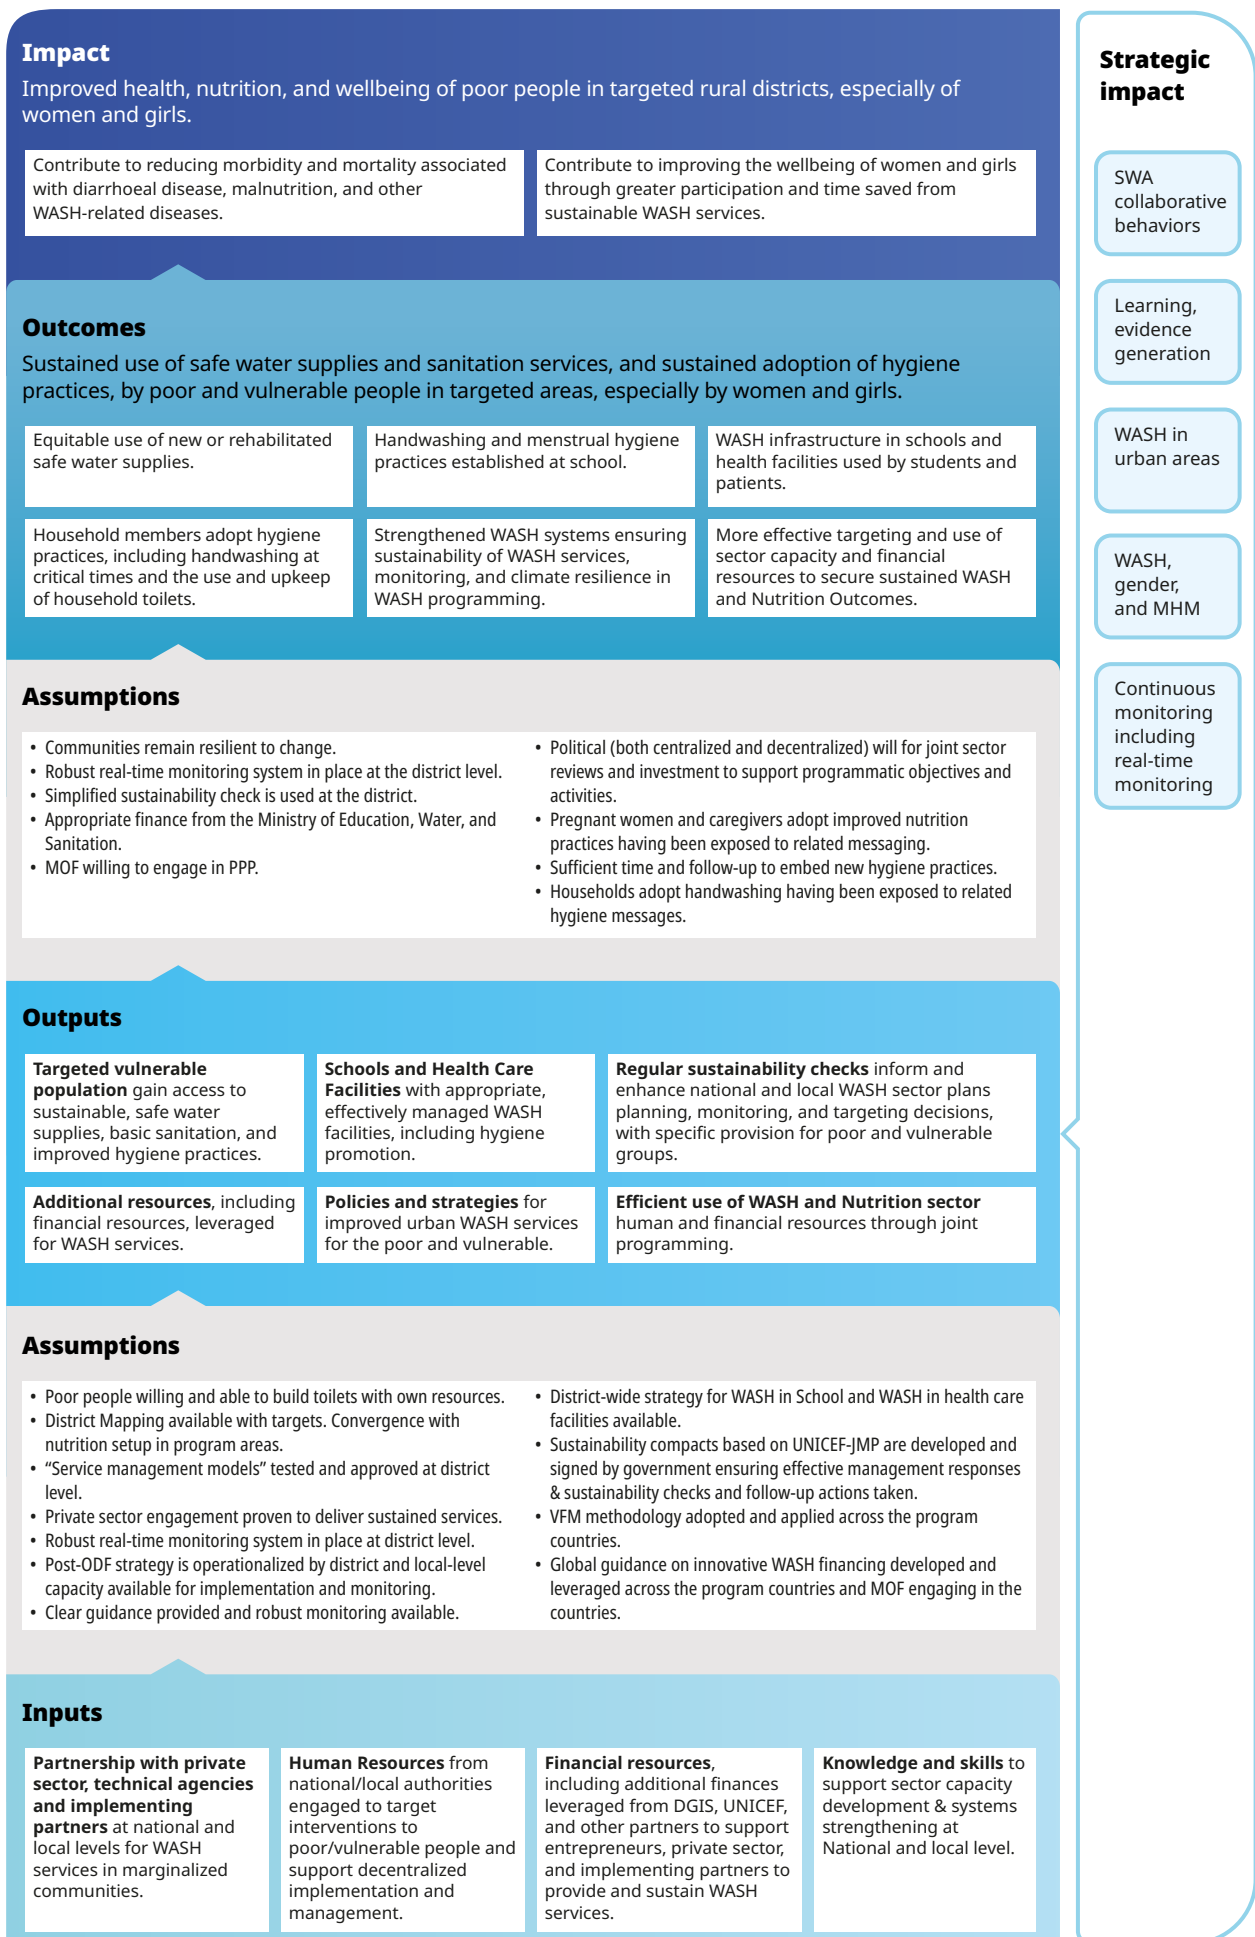 Impact
Improved health, nutrition, and wellbeing of poor people in targeted rural districts, especially of
women and girls.
Contribute to reducing morbidity and mortality associated
with diarrhoeal disease, malnutrition, and other
WASH-related diseases.
Contribute to improving the wellbeing of women and girls
through greater participation and time saved from
sustainable WASH services.
Outcomes
Sustained use of safe water supplies and sanitation services, and sustained adoption of hygiene
practices, by poor and vulnerable people in targeted areas, especially by women and girls.
Equitable use of new or rehabilitated
safe water supplies.
Handwashing and menstrual hygiene
practices established at school.
WASH infrastructure in schools and
health facilities used by students and
patients.
Household members adopt hygiene
practices, including handwashing at
critical times and the use and upkeep
of household toilets.
Strengthened WASH systems ensuring
sustainability of WASH services,
monitoring, and climate resilience in
WASH programming.
More effective targeting and use of
sector capacity and financial
resources to secure sustained WASH
and Nutrition Outcomes.
Assumptions
• Communities remain resilient to change.
• Robust real-time monitoring system in place at the district level.
• Simplified sustainability check is used at the district.
• Appropriate finance from the Ministry of Education, Water, and
Sanitation.
• MOF willing to engage in PPP.
• Political (both centralized and decentralized) will for joint sector
reviews and investment to support programmatic objectives and
activities.
• Pregnant women and caregivers adopt improved nutrition
practices having been exposed to related messaging.
• Sufficient time and follow-up to embed new hygiene practices.
• Households adopt handwashing having been exposed to related
hygiene messages.
Outputs
Targeted vulnerable
population gain access to
sustainable, safe water
supplies, basic sanitation, and
improved hygiene practices.
Schools and Health Care
Facilities with appropriate,
effectively managed WASH
facilities, including hygiene
promotion.
Regular sustainability checks inform and
enhance national and local WASH sector plans
planning, monitoring, and targeting decisions,
with specific provision for poor and vulnerable
groups.
Additional resources, including
financial resources, leveraged
for WASH services.
Policies and strategies for
improved urban WASH services
for the poor and vulnerable.
Efficient use of WASH and Nutrition sector
human and financial resources through joint
programming.
Assumptions
• Poor people willing and able to build toilets with own resources.
• District Mapping available with targets. Convergence with
nutrition setup in program areas.
• “Service management models” tested and approved at district
level.
• Private sector engagement proven to deliver sustained services.
• Robust real-time monitoring system in place at district level.
• Post-ODF strategy is operationalized by district and local-level
capacity available for implementation and monitoring.
• Clear guidance provided and robust monitoring available.
• District-wide strategy for WASH in School and WASH in health care
facilities available.
• Sustainability compacts based on UNICEF-JMP are developed and
signed by government ensuring effective management responses
& sustainability checks and follow-up actions taken.
• VFM methodology adopted and applied across the program
countries.
• Global guidance on innovative WASH financing developed and
leveraged across the program countries and MOF engaging in the
countries.
Inputs
Partnership with private
sector, technical agencies
and implementing
partners at national and
local levels for WASH
services in marginalized
communities.
Human Resources from
national/local authorities
engaged to target
interventions to
poor/vulnerable people and
support decentralized
implementation and
management.
Financial resources,
including additional finances
leveraged from DGIS, UNICEF,
and other partners to support
entrepreneurs, private sector,
and implementing partners to
provide and sustain WASH
services.
Knowledge and skills to
support sector capacity
development & systems
strengthening at
National and local level.
Strategic
impact
SWA
collaborative
behaviors
Learning,
evidence
generation
WASH in
urban areas
WASH,
gender,
and MHM
Continuous
monitoring
including
real-time
monitoring